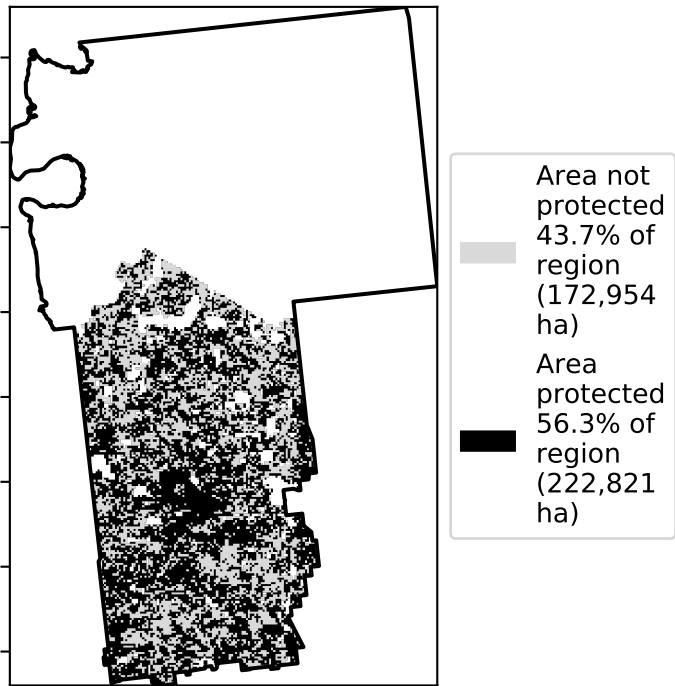 Area not
protected
43.7% of
region
(172,954
ha)
Area
protected
56.3% of
region
(222,821
ha)